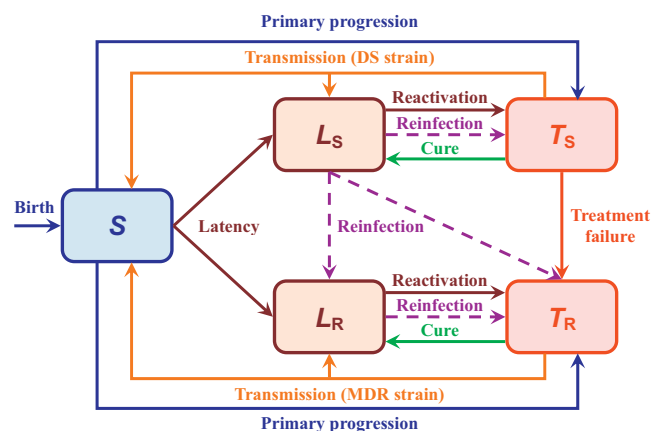 Primary progression
Transmission (DS strain)
Reactivation
L_S
Reinfection
T_S
Cure
Birth
S
Latency
Reinfection
Treatment
failure
Reactivation
L_R
Reinfection
T_R
Cure
Transmission (MDR strain)
Primary progression